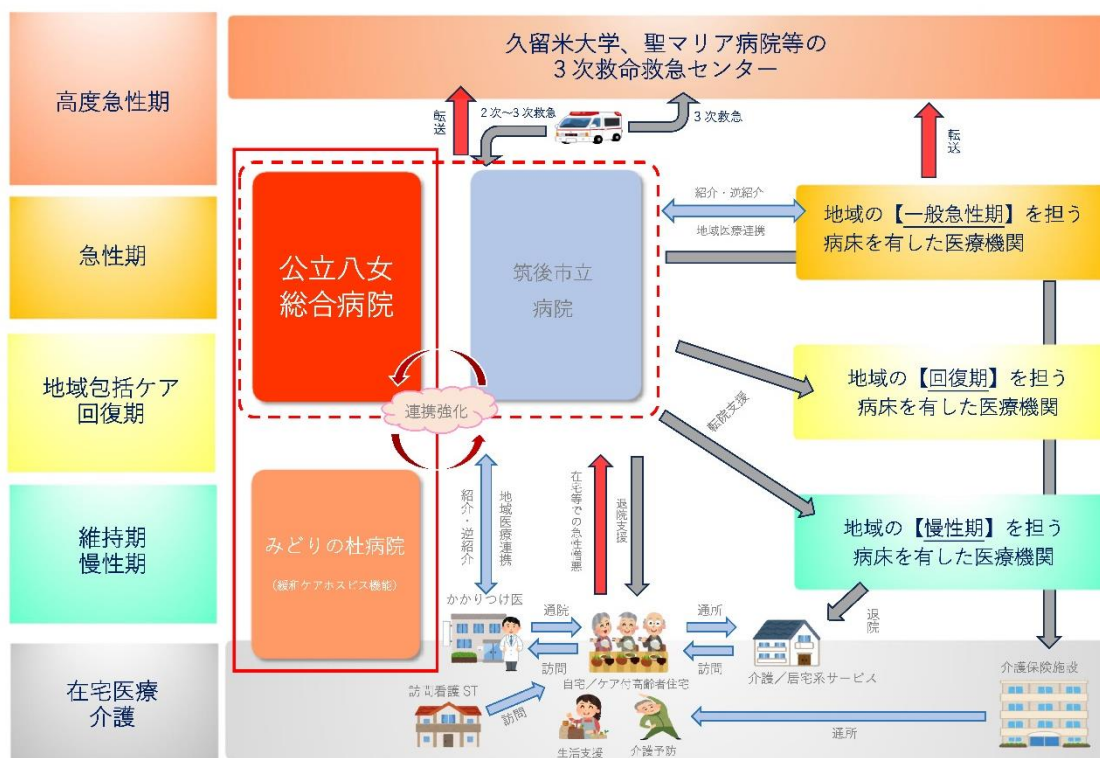 高度急性期
久留米大学、聖マリア病院等の
３次救命救急センター
転送
２次～３次救急
３次救急
転送
急性期
公立八女
総合病院
筑後市立
病院
紹介・逆紹介
地域医療連携
地域の【一般急性期】を担う
病床を有した医療機関
地域包括ケア
回復期
連携強化
転院支援
地域の【回復期】を担う
病床を有した医療機関
維持期
慢性期
みどりの杜病院
（緩和ケアホスピス機能）
紹介・逆紹介
地域医療連携
在宅等での急性増悪
退院支援
地域の【慢性期】を担う
病床を有した医療機関
退院
かかりつけ医
通院
訪問
通所
訪問
在宅医療
介護
訪問看護 ST
訪問
自宅／ケア付高齢者住宅
介護／居宅系サービス
介護保険施設
生活支援
介護予防
通所